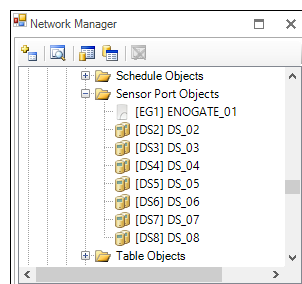 Network Manager
Schedule Objects
Sensor Port Objects
[EG1] ENOGATE_01
[DS2] DS_02
[DS3] DS_03
[DS4] DS_04
[DS5] DS_05
[DS6] DS_06
[DS7] DS_07
[DS8] DS_08
Table Objects